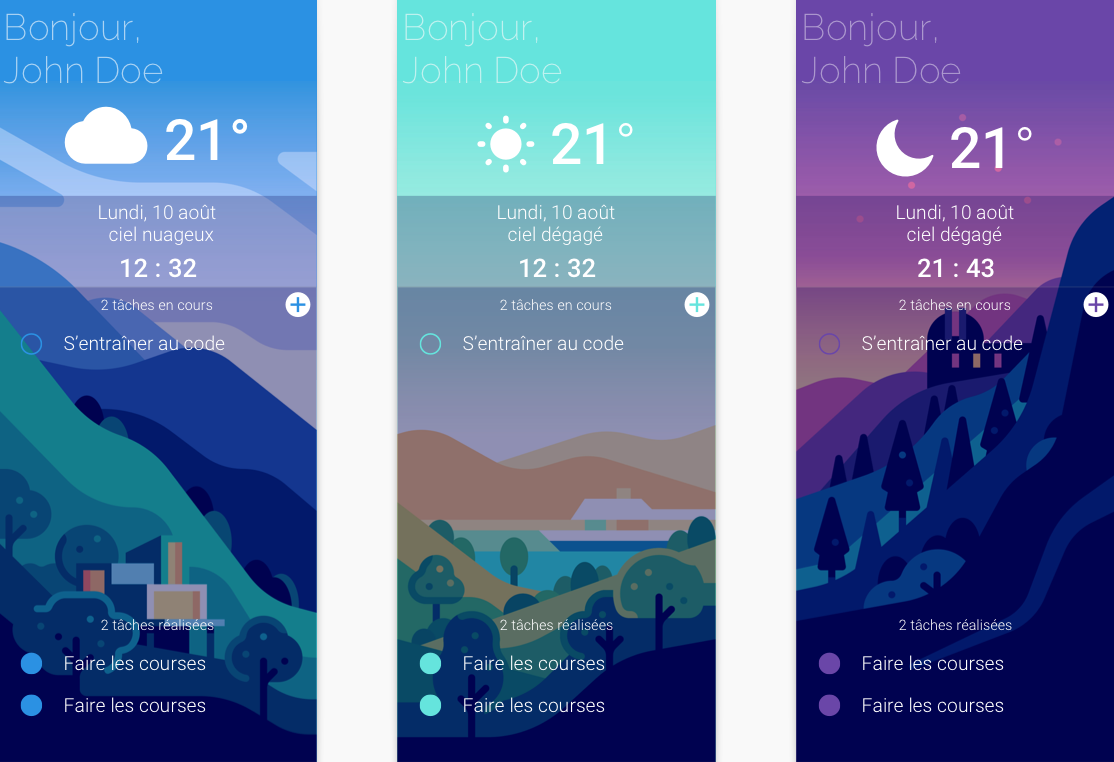 Bonjour,
John Doe
21°
Lundi, 10 août
ciel nuageux
12 : 32
2 tâches en cours
S'entraîner au code
2 tâches réalisées
Faire les courses
Faire les courses
Bonjour,
John Doe
21°
Lundi, 10 août
ciel dégagé
12 : 32
2 tâches en cours
S'entraîner au code
2 tâches réalisées
Faire les courses
Faire les courses
Bonjour,
John Doe
21°
Lundi, 10 août
ciel dégagé
21 : 43
2 tâches en cours
S'entraîner au code
2 tâches réalisées
Faire les courses
Faire les courses